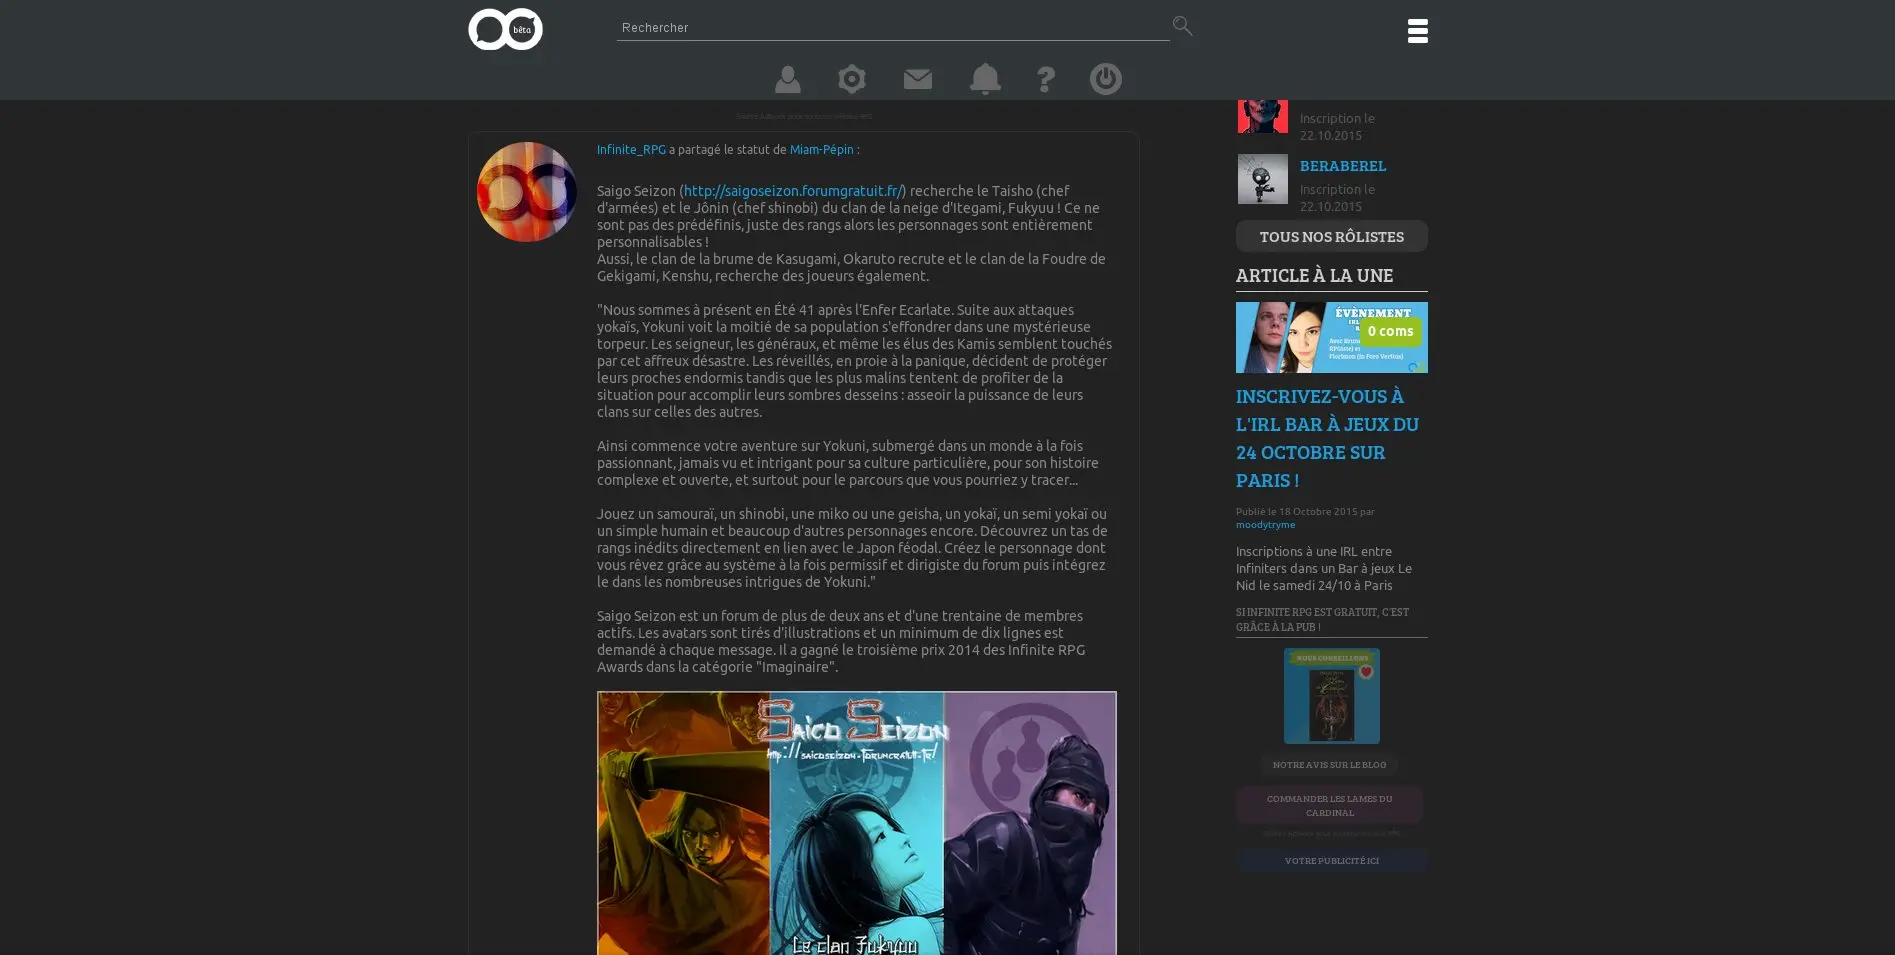 bêta
Rechercher
Infinite_RPG a partagé le statut de Miam-Pépin :
Saigo Seizon (http://saigoseizon.forumgratuit.fr/) recherche le Taisho (chef
d'armées) et le Jônin (chef shinobi) du clan de la neige d'Itegami, Fukyuu ! Ce ne
sont pas des prédéfinis, juste des rangs alors les personnages sont entièrement
personnalisables !
Aussi, le clan de la brume de Kasugami, Okaruto recrute et le clan de la Foudre de
Gekigami, Kenshu, recherche des joueurs également.
"Nous sommes à présent en Été 41 après l'Enfer Ecarlate. Suite aux attaques
yokaïs, Yokuni voit la moitié de sa population s'effondrer dans une mystérieuse
torpeur. Les seigneur, les généraux, et même les élus des Kamis semblent touchés
par cet affreux désastre. Les réveillés, en proie à la panique, décident de protéger
leurs proches endormis tandis que les plus malins tentent de profiter de la
situation pour accomplir leurs sombres desseins : asseoir la puissance de leurs
clans sur celles des autres.
Ainsi commence votre aventure sur Yokuni, submergé dans un monde à la fois
passionnant, jamais vu et intrigant pour sa culture particulière, pour son histoire
complexe et ouverte, et surtout pour le parcours que vous pourriez y tracer...
Jouez un samouraï, un shinobi, une miko ou une geisha, un yokaï, un semi yokaï ou
un simple humain et beaucoup d'autres personnages encore. Découvrez un tas de
rangs inédits directement en lien avec le Japon féodal. Créez le personnage dont
vous rêvez grâce au système à la fois permissif et dirigiste du forum puis intégrez
le dans les nombreuses intrigues de Yokuni."
Saigo Seizon est un forum de plus de deux ans et d'une trentaine de membres
actifs. Les avatars sont tirés d'illustrations et un minimum de dix lignes est
demandé à chaque message. Il a gagné le troisième prix 2014 des Infinite RPG
Awards dans la catégorie "Imaginaire".
Saigo Seizon
http://saigoseizon.forumgratuit.fr/
Le clan Fukyuu
Inscription le
22.10.2015
BERABEREL
Inscription le
22.10.2015
TOUS NOS RÔLISTES
ARTICLE À LA UNE
ÉVÈNEMENT
0 coms
INSCRIVEZ-VOUS À
L'IRL BAR À JEUX DU
24 OCTOBRE SUR
PARIS !
Publié le 18 Octobre 2015 par
moodytryme
Inscriptions à une IRL entre
Infiniters dans un Bar à jeux Le
Nid le samedi 24/10 à Paris
SI INFINITE RPG EST GRATUIT, C'EST
GRÂCE À LA PUB !
NOUS CONSEILLONS
NOTRE AVIS SUR LE BLOG
COMMANDER LES LAMES DU
CARDINAL
VOTRE PUBLICITÉ ICI